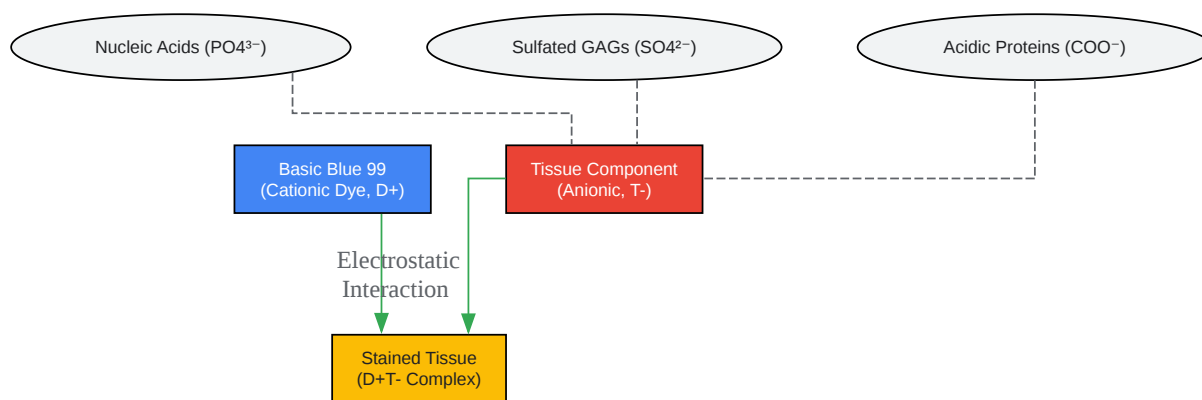 Nucleic Acids (PO4³⁻)
Sulfated GAGs (SO4²⁻)
Acidic Proteins (COO⁻)
Basic Blue 99
(Cationic Dye, D+)
Tissue Component
(Anionic, T-)
Electrostatic
Interaction
Stained Tissue
(D+T- Complex)